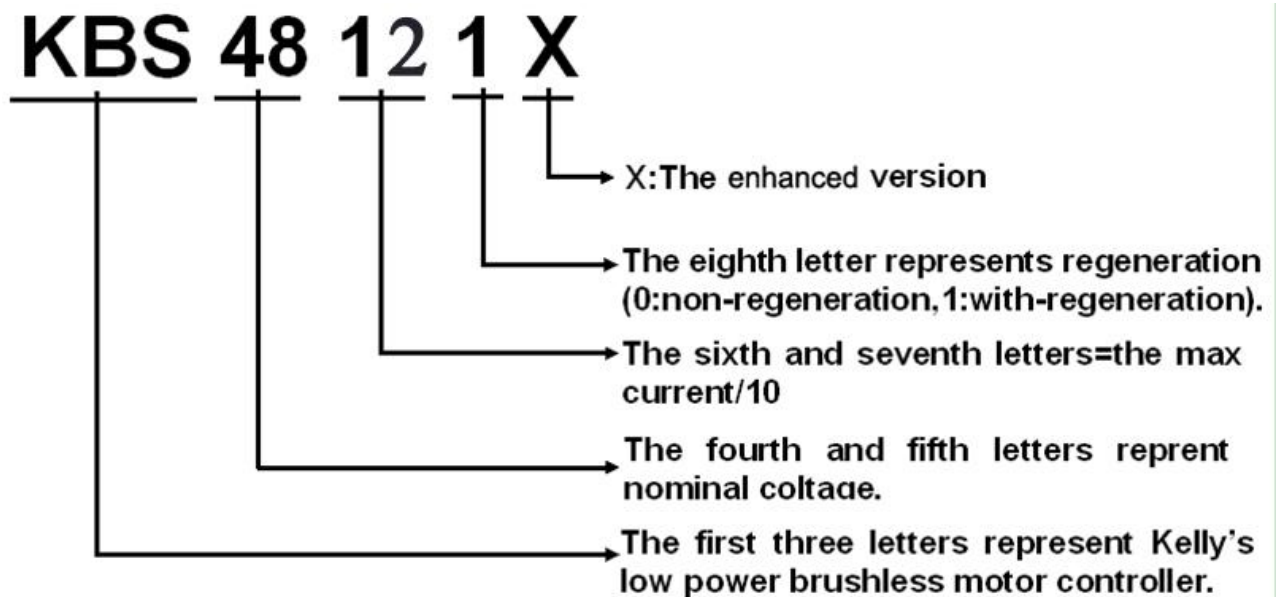 KBS 48 12 1 X
X:The enhanced version
The eighth letter represents regeneration
(0:non-regeneration,1:with-regeneration).
The sixth and seventh letters=the max
current/10
The fourth and fifth letters reprent
nominal coltage.
The first three letters represent Kelly's
low power brushless motor controller.